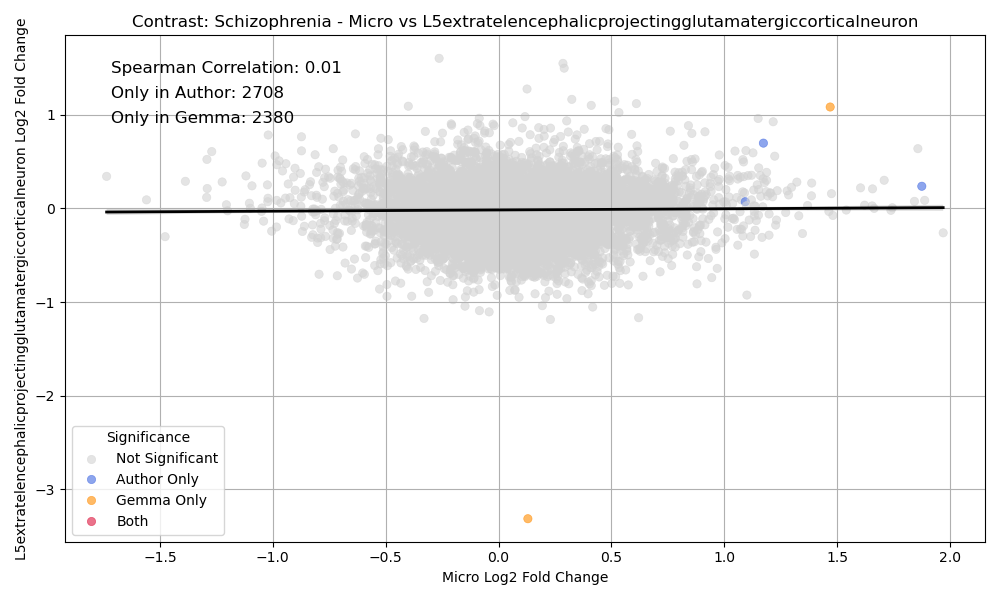 Contrast: Schizophrenia - Micro vs L5extratelencephalicprojectingglutamatergiccorticalneuron
L5extratelencephalicprojectingglutamatergiccorticalneuron Log2 Fold Change
Spearman Correlation: 0.01
Only in Author: 2708
Only in Gemma: 2380
1
0
−1
−2
−3
Significance
Not Significant
Author Only
Gemma Only
Both
−1.5 −1.0 −0.5 0.0 0.5 1.0 1.5 2.0
Micro Log2 Fold Change